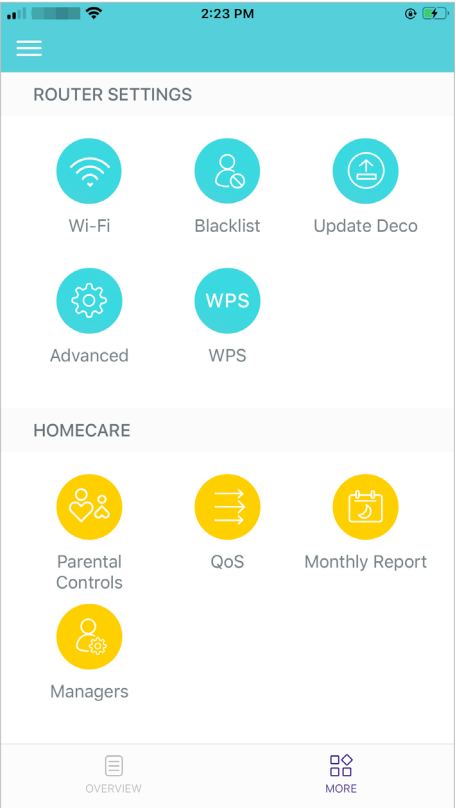 2:23 PM
ROUTER SETTINGS
Wi-Fi
Blacklist
Update Deco
WPS
Advanced
WPS
HOMECARE
Parental
Controls
QoS
Monthly Report
Managers
OVERVIEW
MORE